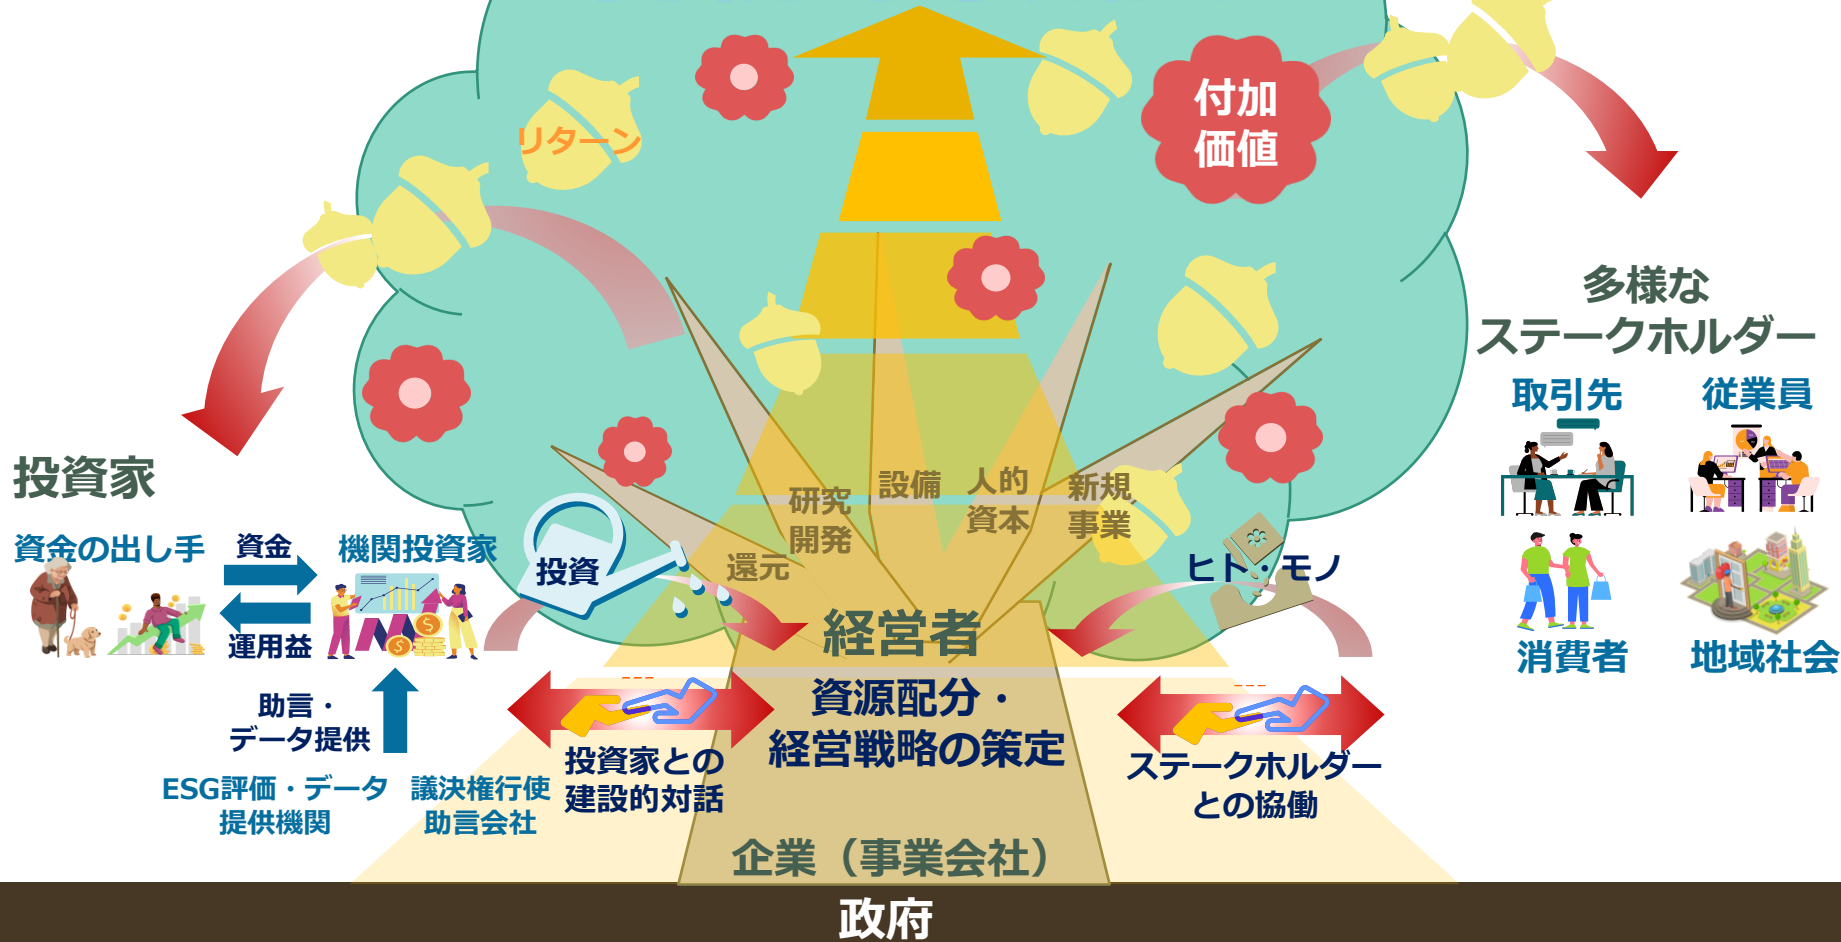 付加
価値
リターン
多様な
ステークホルダー
取引先
従業員
消費者
地域社会
投資家
資金の出し手
資金
運用益
機関投資家
助言・
データ提供
ESG評価・データ
提供機関
議決権行使
助言会社
投資
還元
研究
開発
設備
人的
資本
新規
事業
ヒト・モノ
経営者
資源配分・
経営戦略の策定
投資家との
建設的対話
ステークホルダー
との協働
企業（事業会社）
政府